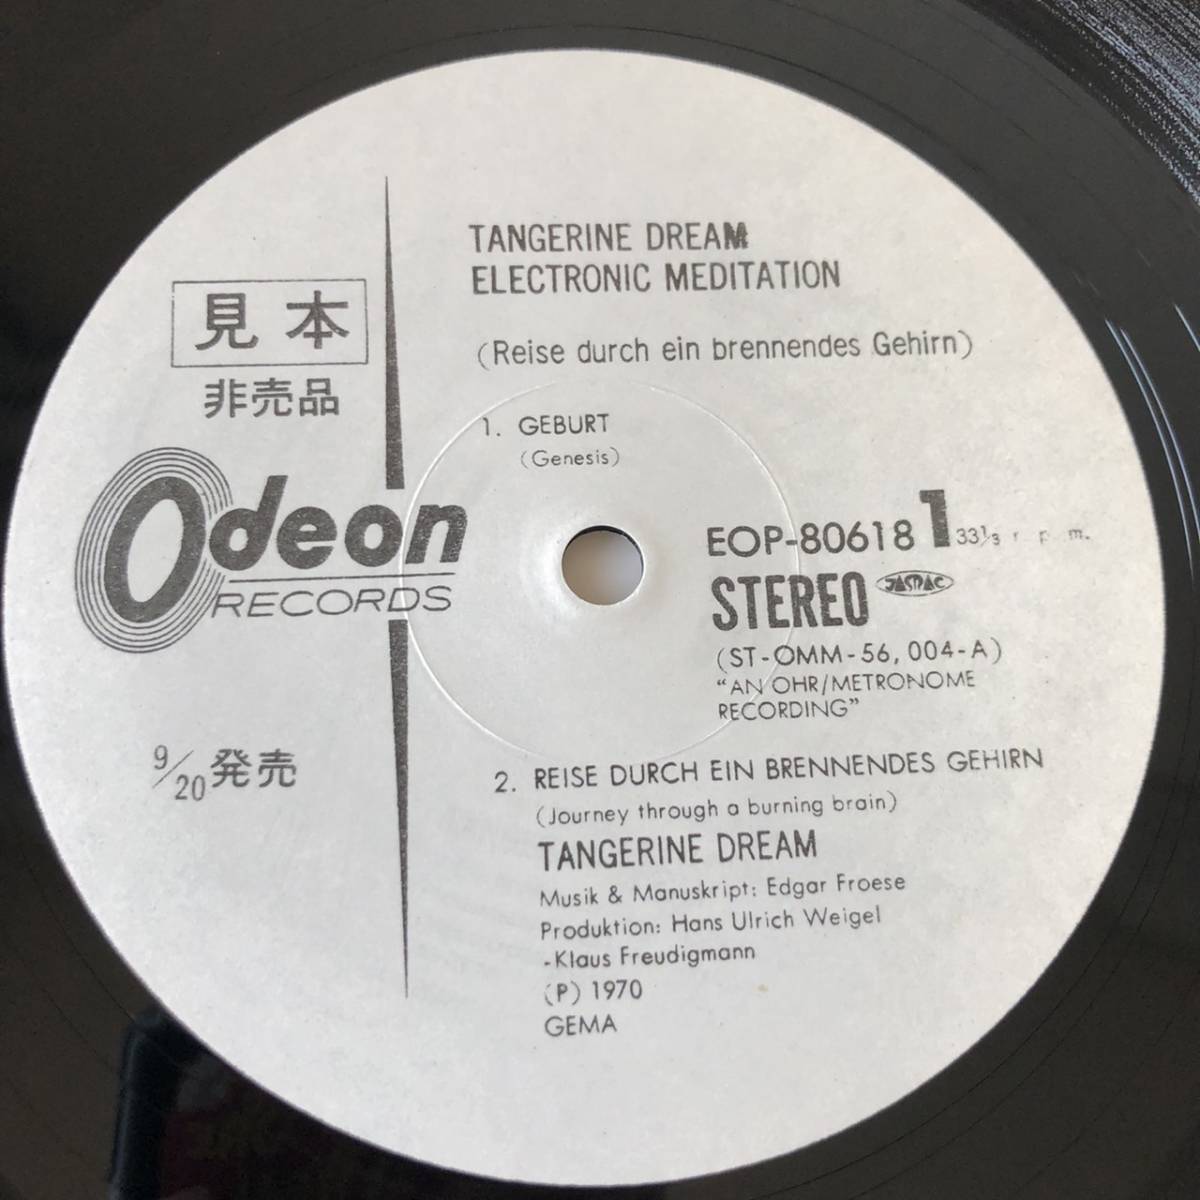 TANGERINE DREAM
ELECTRONIC MEDITATION
(Reise durch ein brennendes Gehirn)
見本
非売品
1. GEBURT
(Genesis)
Odeon
RECORDS
EOP-80618 1 33⅓ r. p. m.
STEREO JASRAC
(ST-OMM-56, 004-A)
“AN OHR/METRONOME
RECORDING”
9/20 発売
2. REISE DURCH EIN BRENNENDES GEHIRN
(Journey through a burning brain)
TANGERINE DREAM
Musik & Manuskript: Edgar Froese
Produktion: Hans Ulrich Weigel
-Klaus Freudigmann
(P) 1970
GEMA